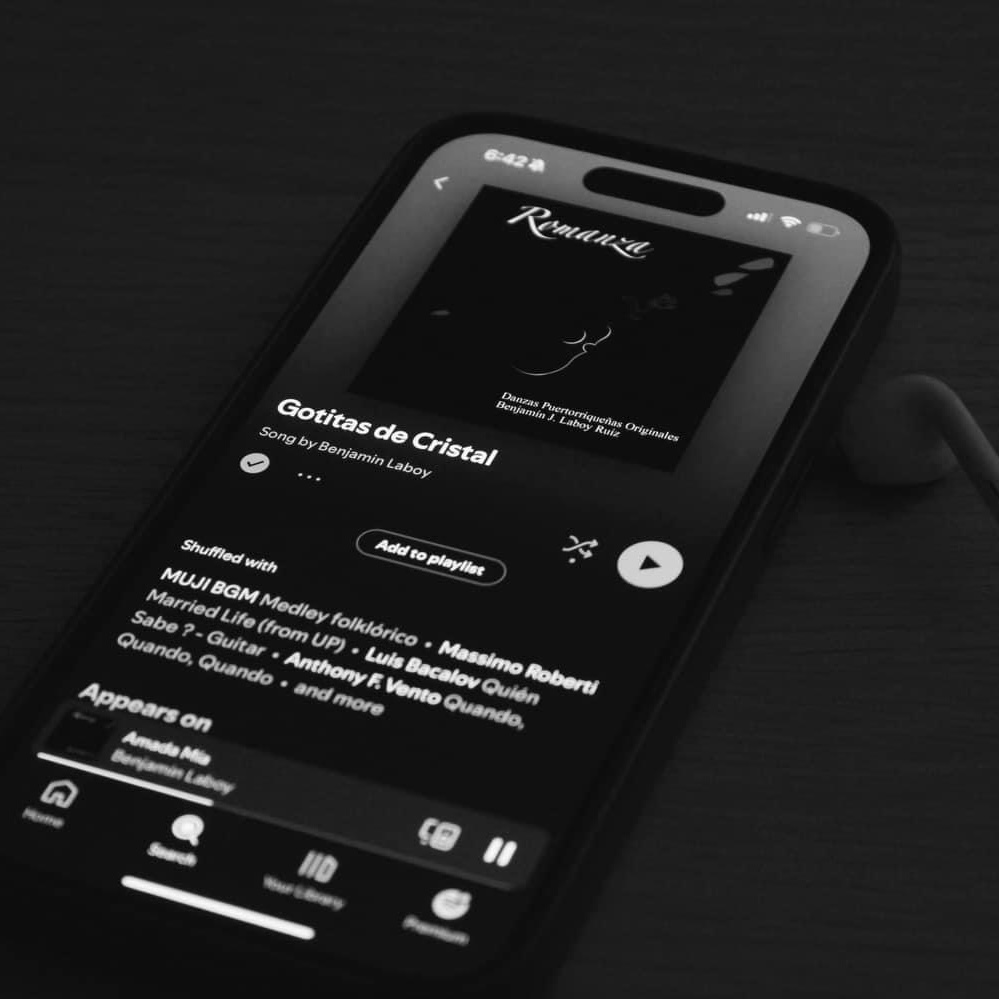 6:42
Romanza
Danzas Puertorriqueñas Originales
Benjamin J. Laboy Ruiz
Gotitas de Cristal
Song by Benjamin Laboy
Add to playlist
Shuffled with
MUJI BGM Medley folklórico • Massimo Roberti
Married Life (from UP) • Luis Bacalov Quién
Sabe ? - Guitar • Anthony F. Vento Quando,
Quando, Quando • and more
Appears on
Amada Mia
Benjamin Laboy
Home
Search
Your Library
Premium